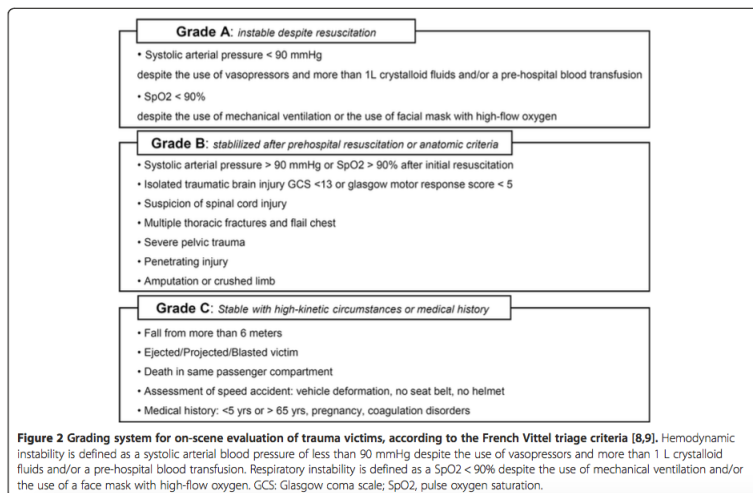 Grade A: instable despite resuscitation
• Systolic arterial pressure < 90 mmHg
despite the use of vasopressors and more than 1L crystalloid fluids and/or a pre-hospital blood transfusion
• SpO2 < 90%
despite the use of mechanical ventilation or the use of facial mask with high-flow oxygen
Grade B: stablilized after prehospital resuscitation or anatomic criteria
• Systolic arterial pressure > 90 mmHg or SpO2 > 90% after initial resuscitation
• Isolated traumatic brain injury GCS <13 or glasgow motor response score < 5
• Suspicion of spinal cord injury
• Multiple thoracic fractures and flail chest
• Severe pelvic trauma
• Penetrating injury
• Amputation or crushed limb
Grade C: Stable with high-kinetic circumstances or medical history
• Fall from more than 6 meters
• Ejected/Projected/Blasted victim
• Death in same passenger compartment
• Assessment of speed accident: vehicle deformation, no seat belt, no helmet
• Medical history: <5 yrs or > 65 yrs, pregnancy, coagulation disorders
Figure 2 Grading system for on-scene evaluation of trauma victims, according to the French Vittel triage criteria [8,9]. Hemodynamic
instability is defined as a systolic arterial blood pressure of less than 90 mmHg despite the use of vasopressors and more than 1 L crystalloid
fluids and/or a pre-hospital blood transfusion. Respiratory instability is defined as a SpO2 < 90% despite the use of mechanical ventilation and/or
the use of a face mask with high-flow oxygen. GCS: Glasgow coma scale; SpO2, pulse oxygen saturation.